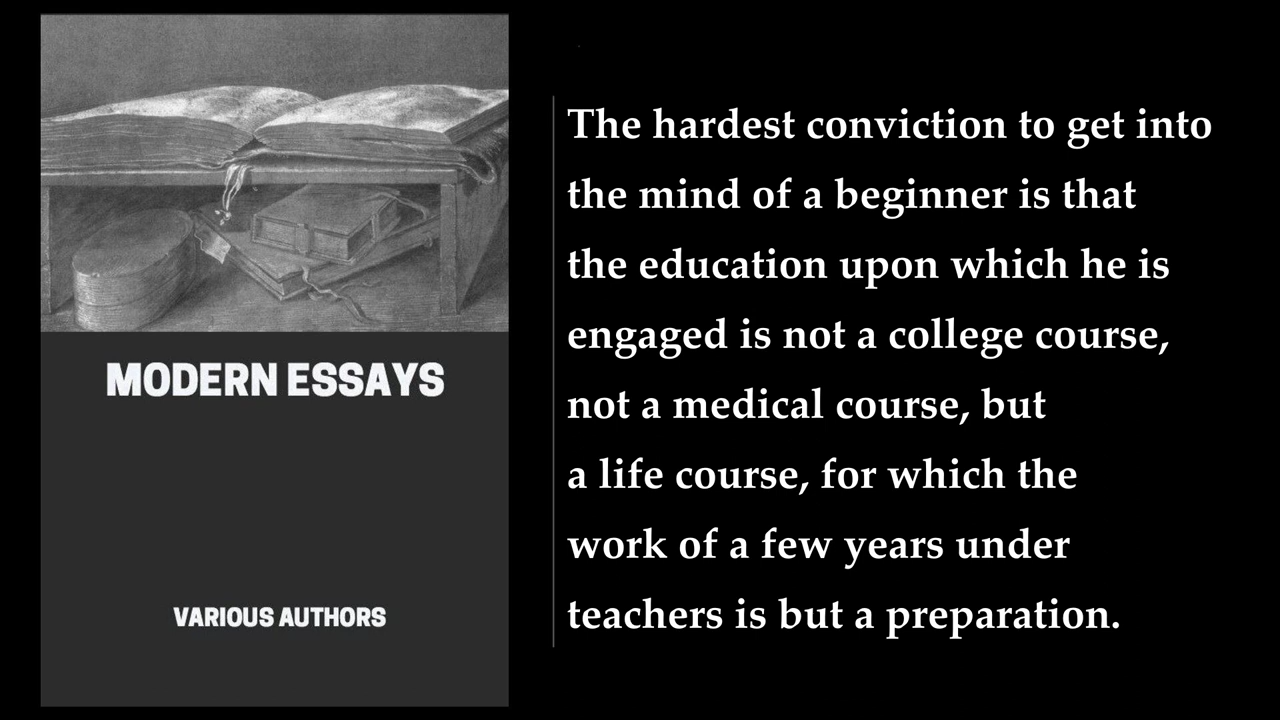 MODERN ESSAYS
VARIOUS AUTHORS
The hardest conviction to get into
the mind of a beginner is that
the education upon which he is
engaged is not a college course,
not a medical course, but
a life course, for which the
work of a few years under
teachers is but a preparation.